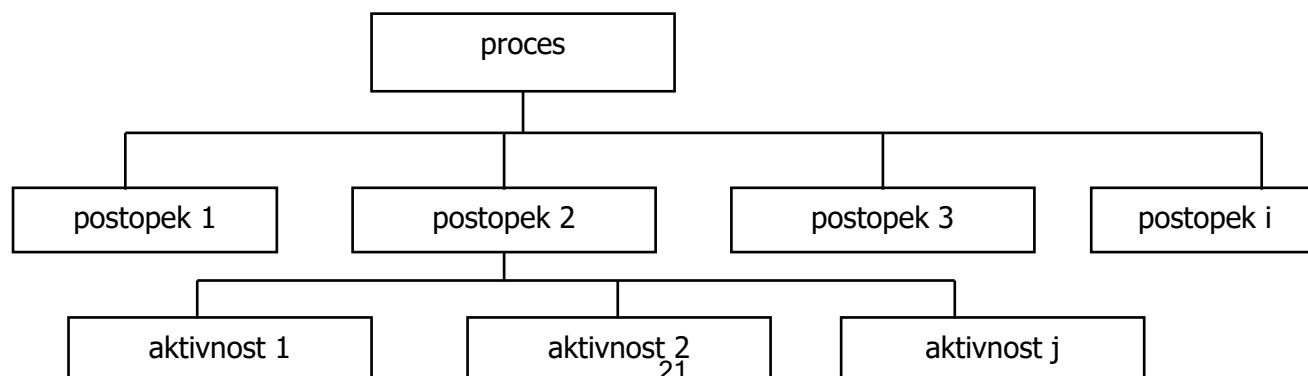 proces
postopek 1
postopek 2
postopek 3
postopek i
aktivnost 1
aktivnost 2
aktivnost j
21